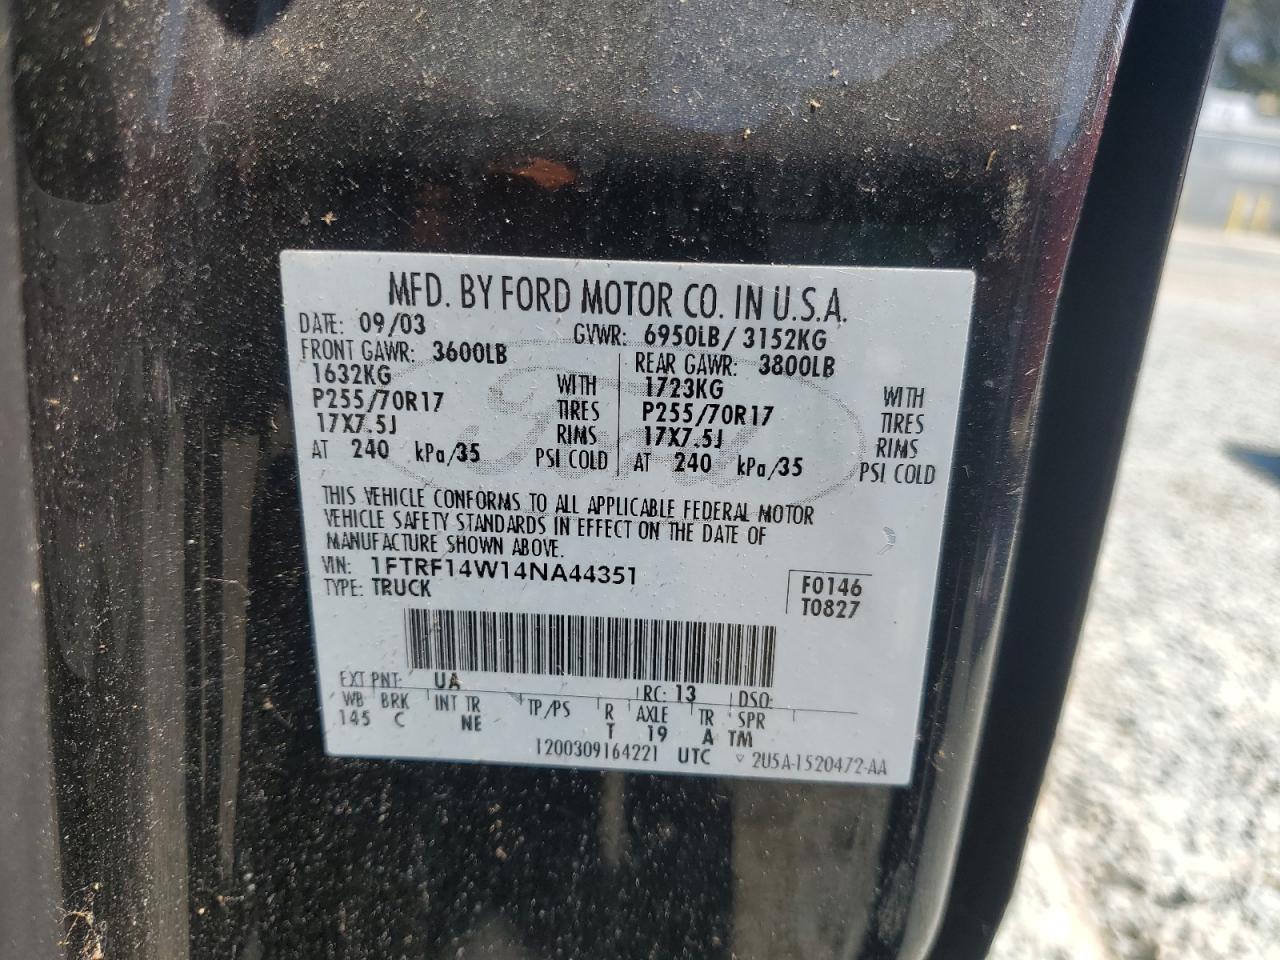 MFD. BY FORD MOTOR CO. IN U.S.A.
DATE: 09/03 GVWR: 6950LB/ 3152KG
FRONT GAWR: 3600LB REAR GAWR: 3800LB
1632KG WITH 1723KG WITH
P255/70R17 TIRES P255/70R17 TIRES
17X7.5J RIMS 17X7.5J RIMS
AT 240 kPa/35 PSI COLD AT 240 kPa/35 PSI COLD
Ford
THIS VEHICLE CONFORMS TO ALL APPLICABLE FEDERAL MOTOR
VEHICLE SAFETY STANDARDS IN EFFECT ON THE DATE OF
MANUFACTURE SHOWN ABOVE.
VIN: 1FTRF14W14NA44351 F0146
TYPE: TRUCK T0827
EXT PNT: UA RC: 13 DSO:
WB BRK INT TR TP/PS R AXLE TR SPR
145 C NE T 19 A TM
1200309164221 UTC ▽ 2U5A-1520472-AA